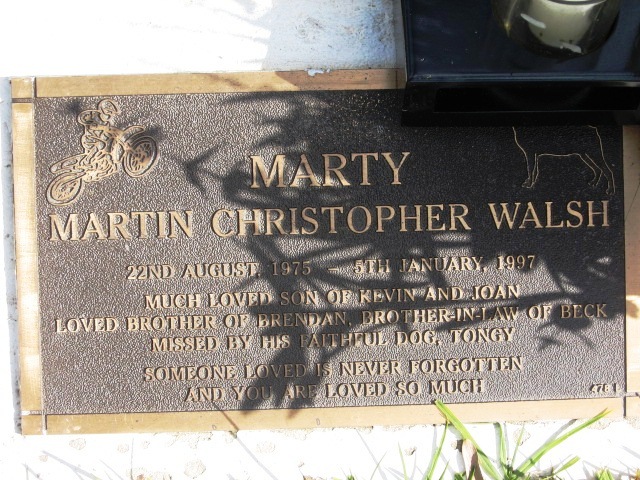 MARTY
MARTIN CHRISTOPHER WALSH
22ND AUGUST, 1975 – 5TH JANUARY, 1997
MUCH LOVED SON OF KEVIN AND JOAN
LOVED BROTHER OF BRENDAN, BROTHER-IN-LAW OF BECK
MISSED BY HIS FAITHFUL DOG, TONGY
SOMEONE LOVED IS NEVER FORGOTTEN
AND YOU ARE LOVED SO MUCH